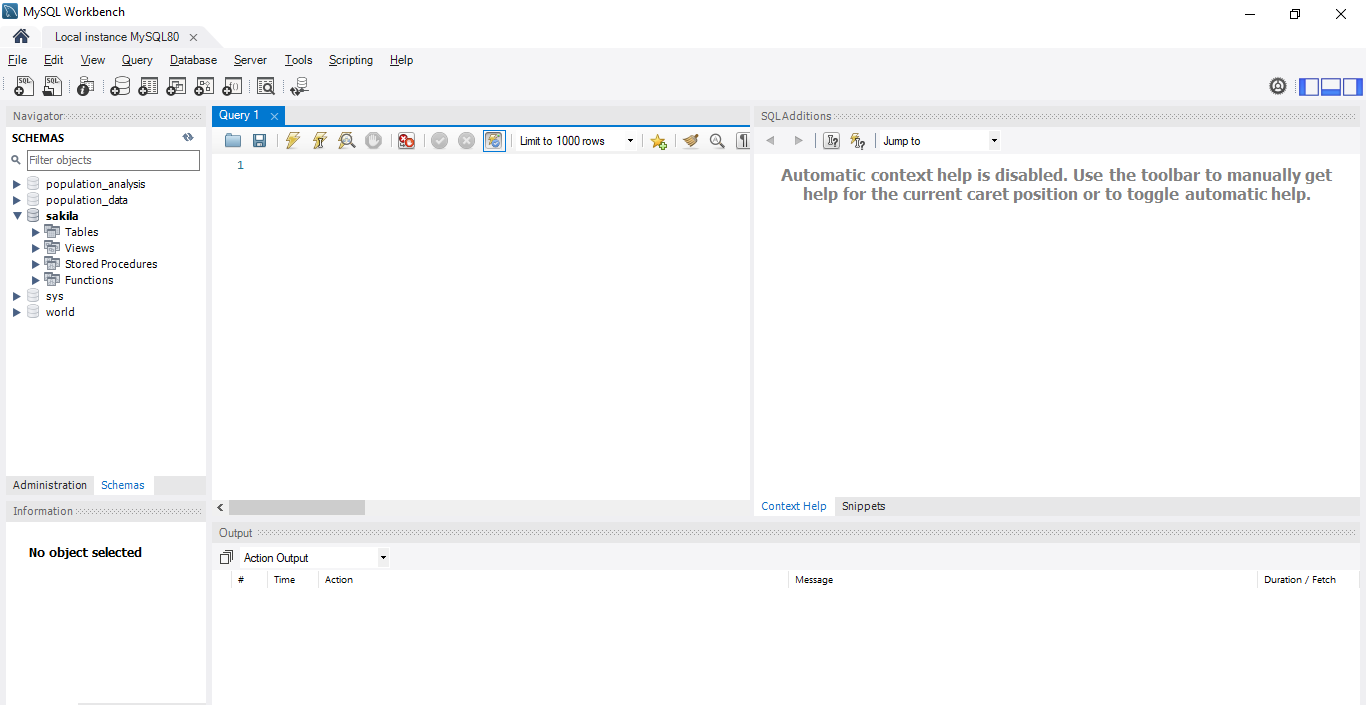 MySQL Workbench
Local instance MySQL80
File Edit View Query Database Server Tools Scripting Help
Navigator
SCHEMAS
Filter objects
population_analysis
population_data
sakila
Tables
Views
Stored Procedures
Functions
sys
world
Administration Schemas
Information
No object selected
Query 1
Limit to 1000 rows
1
SQLAdditions
Jump to
Automatic context help is disabled. Use the toolbar to manually get
help for the current caret position or to toggle automatic help.
Context Help Snippets
Output
Action Output
# Time Action Message Duration / Fetch